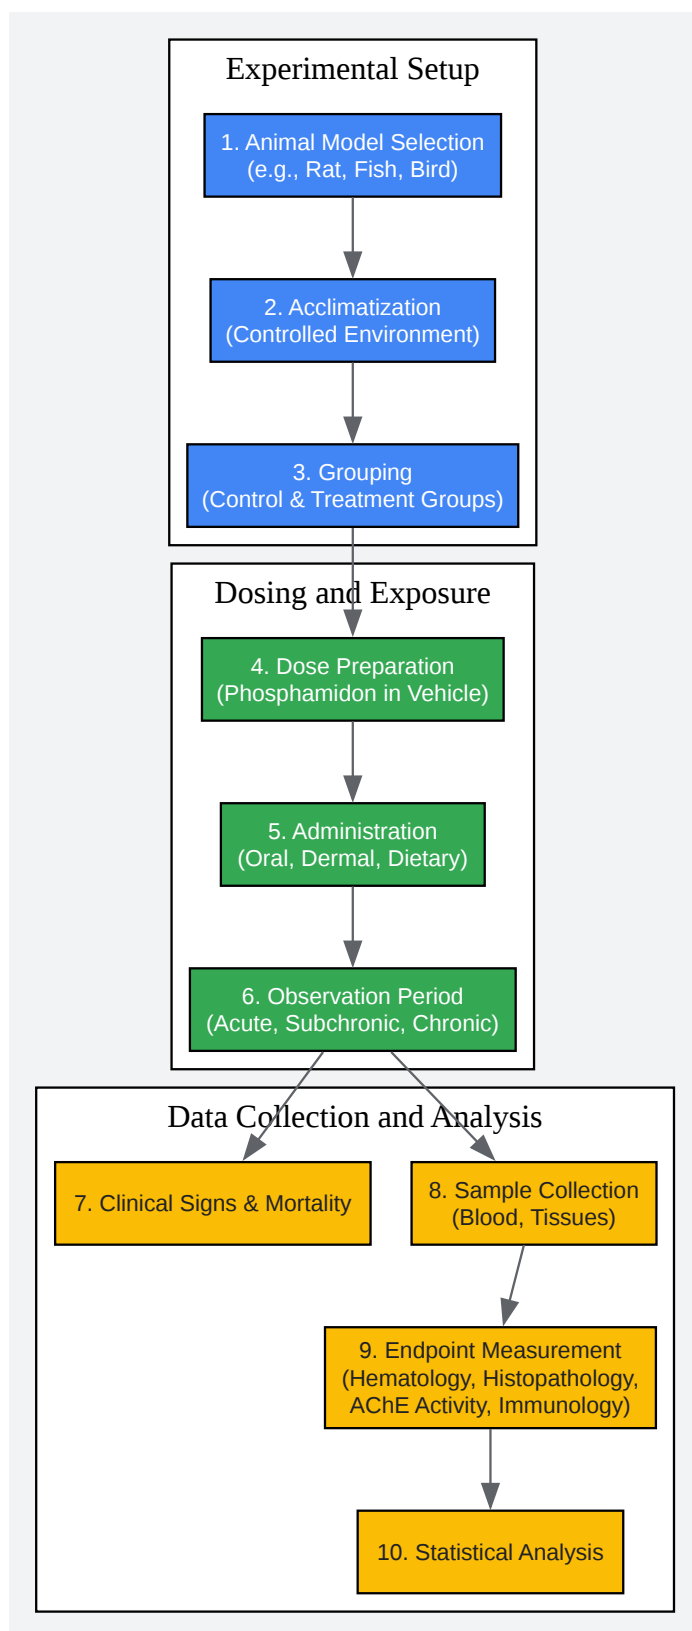 Experimental Setup
1. Animal Model Selection
(e.g., Rat, Fish, Bird)
2. Acclimatization
(Controlled Environment)
3. Grouping
(Control & Treatment Groups)
Dosing and Exposure
4. Dose Preparation
(Phosphamidon in Vehicle)
5. Administration
(Oral, Dermal, Dietary)
6. Observation Period
(Acute, Subchronic, Chronic)
Data Collection and Analysis
7. Clinical Signs & Mortality
8. Sample Collection
(Blood, Tissues)
9. Endpoint Measurement
(Hematology, Histopathology,
AChE Activity, Immunology)
10. Statistical Analysis